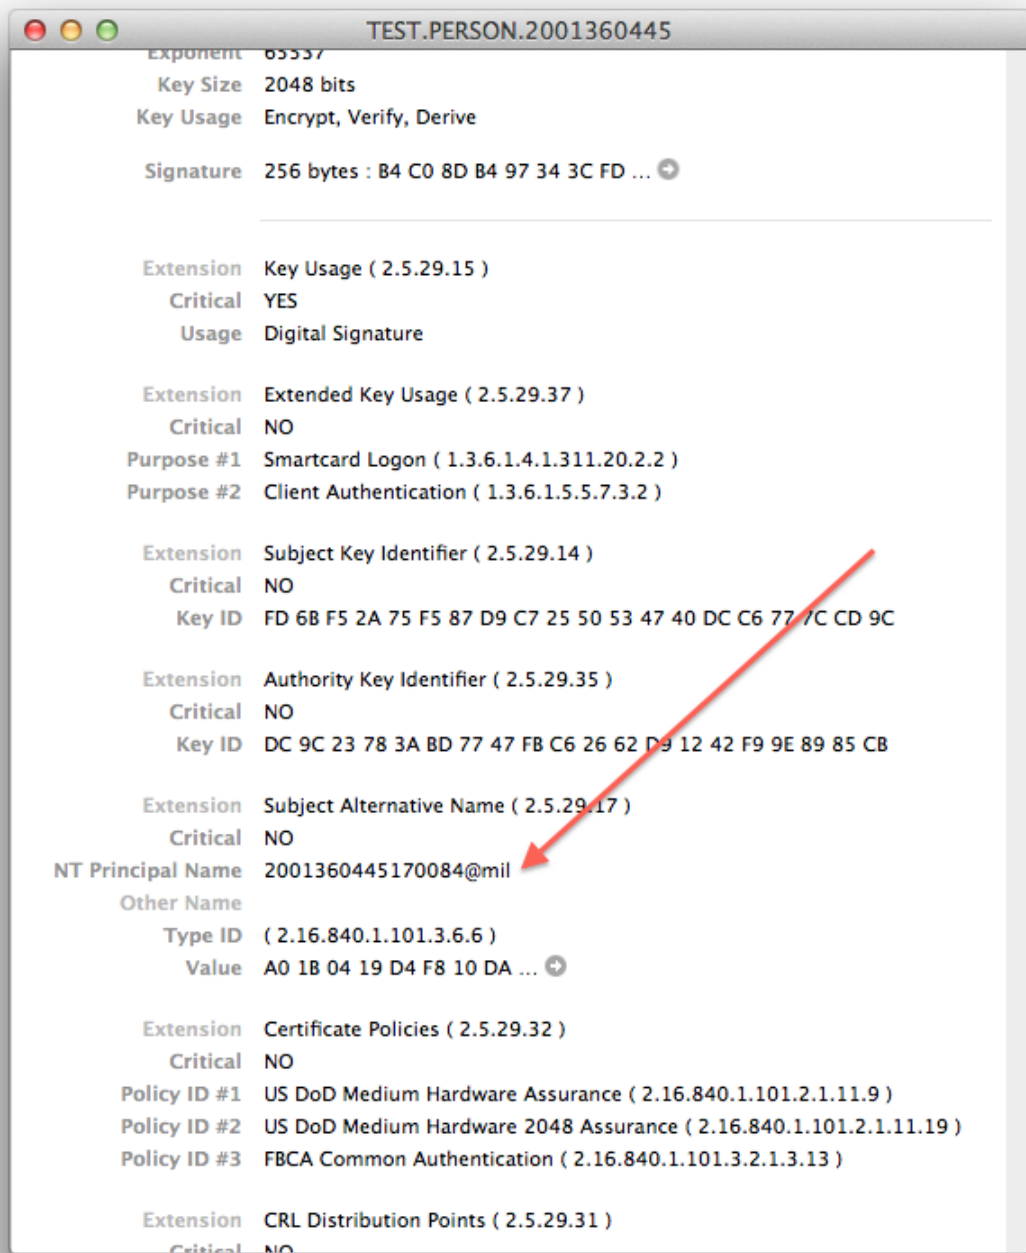 TEST.PERSON.2001360445
Exponent 65537
Key Size 2048 bits
Key Usage Encrypt, Verify, Derive
Signature 256 bytes : B4 C0 8D B4 97 34 3C FD ...
Extension Key Usage ( 2.5.29.15 )
Critical YES
Usage Digital Signature
Extension Extended Key Usage ( 2.5.29.37 )
Critical NO
Purpose #1 Smartcard Logon ( 1.3.6.1.4.1.311.20.2.2 )
Purpose #2 Client Authentication ( 1.3.6.1.5.5.7.3.2 )
Extension Subject Key Identifier ( 2.5.29.14 )
Critical NO
Key ID FD 6B F5 2A 75 F5 87 D9 C7 25 50 53 47 40 DC C6 77 7C CD 9C
Extension Authority Key Identifier ( 2.5.29.35 )
Critical NO
Key ID DC 9C 23 78 3A BD 77 47 FB C6 26 62 D9 12 42 F9 9E 89 85 CB
Extension Subject Alternative Name ( 2.5.29.17 )
Critical NO
NT Principal Name 2001360445170084@mil
Other Name
Type ID ( 2.16.840.1.101.3.6.6 )
Value A0 1B 04 19 D4 F8 10 DA ...
Extension Certificate Policies ( 2.5.29.32 )
Critical NO
Policy ID #1 US DoD Medium Hardware Assurance ( 2.16.840.1.101.2.1.11.9 )
Policy ID #2 US DoD Medium Hardware 2048 Assurance ( 2.16.840.1.101.2.1.11.19 )
Policy ID #3 FBCA Common Authentication ( 2.16.840.1.101.3.2.1.3.13 )
Extension CRL Distribution Points ( 2.5.29.31 )
Critical NO